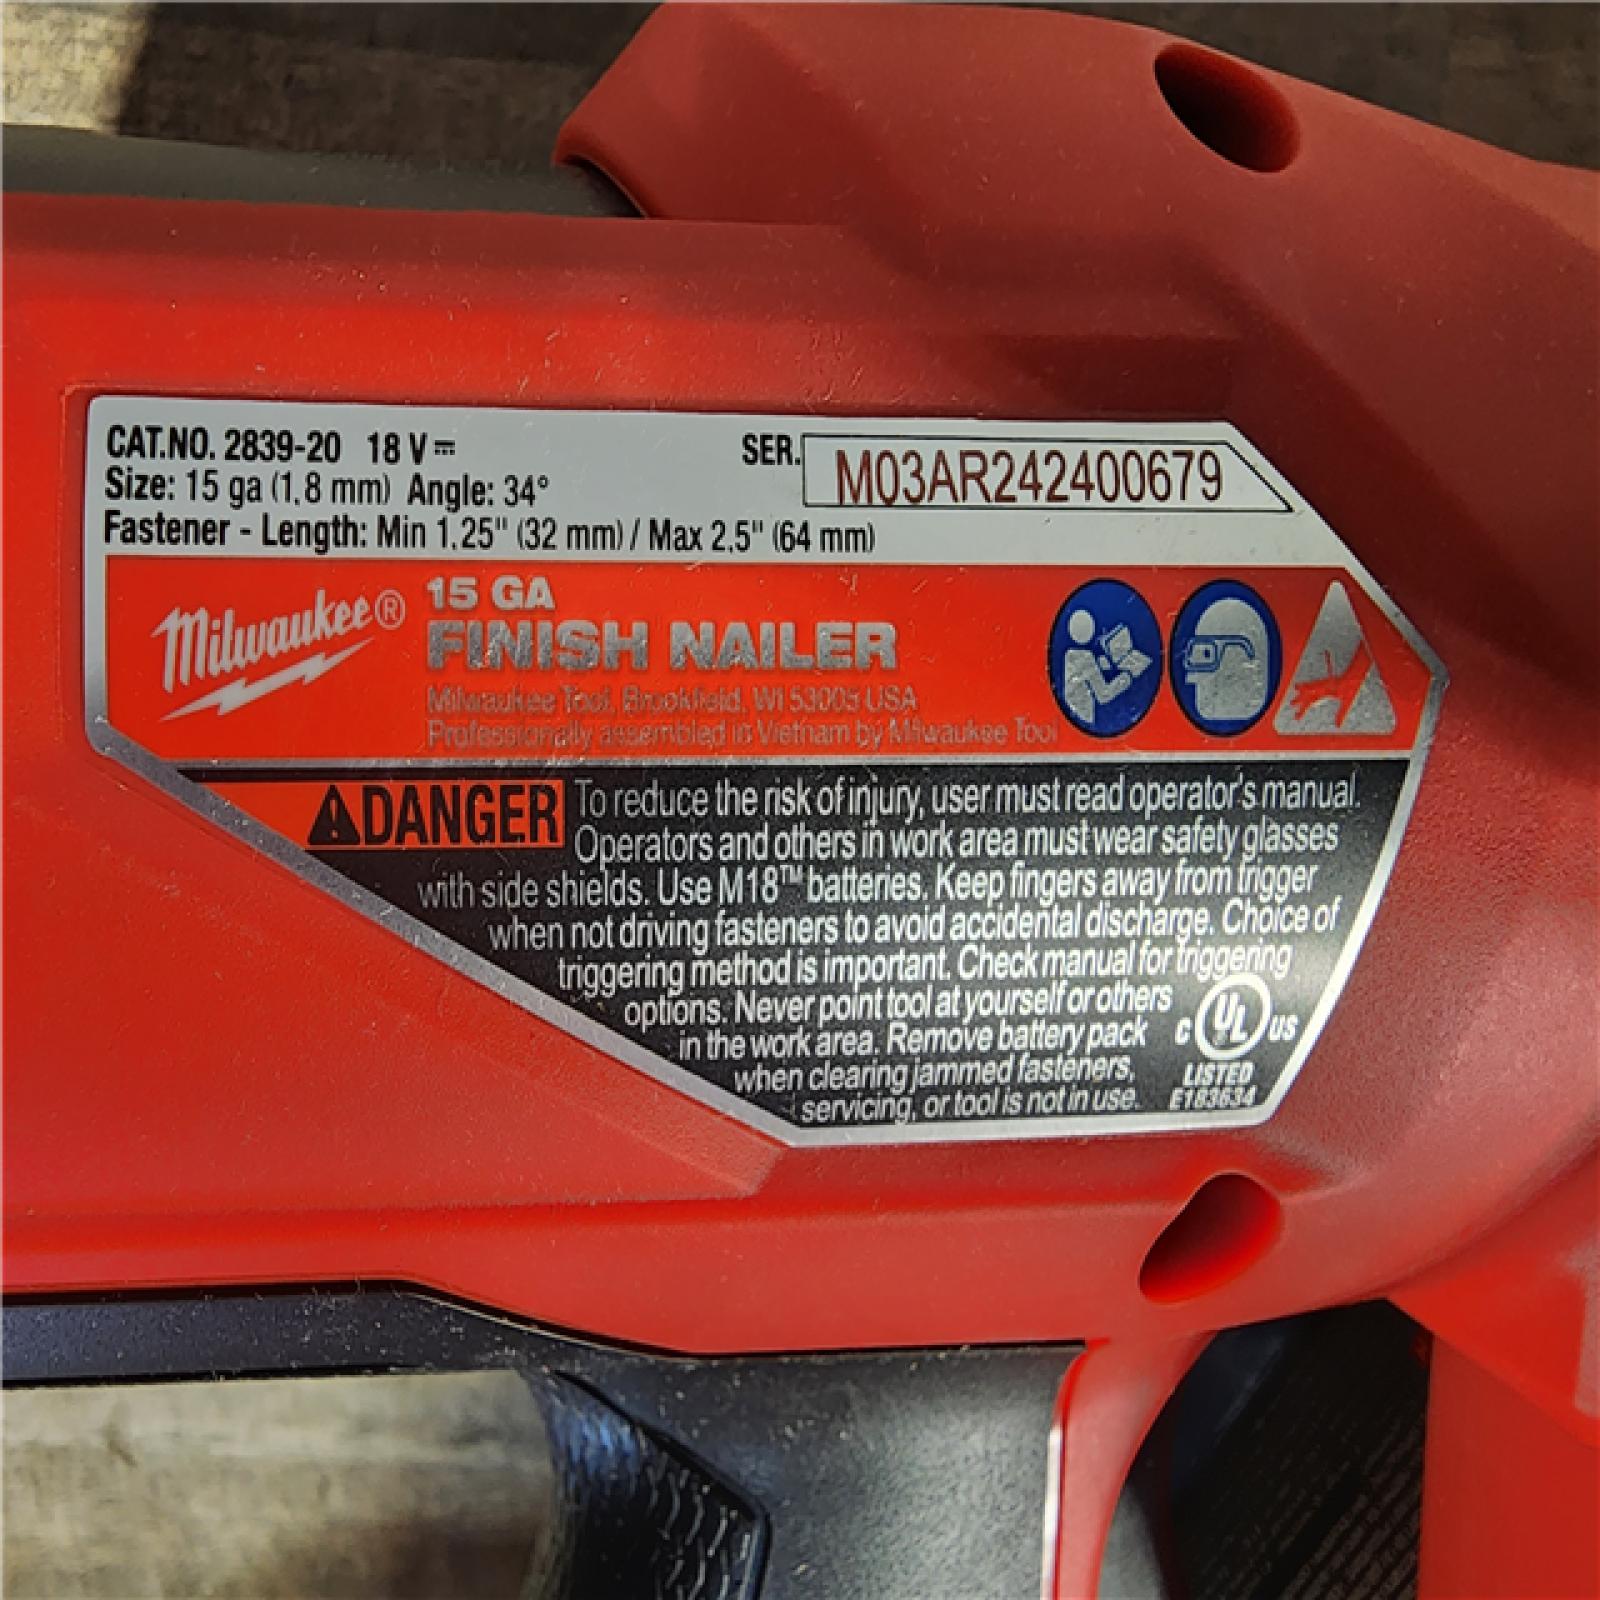 CAT.NO. 2839-20 18 V⎓ SER. M03AR242400679
Size: 15 ga (1.8 mm) Angle: 34°
Fastener - Length: Min 1.25" (32 mm) / Max 2.5" (64 mm)
Milwaukee®
15 GA
FINISH NAILER
Milwaukee Tool, Brookfield, WI 53005 USA
Professionally assembled in Vietnam by Milwaukee Tool
DANGER To reduce the risk of injury, user must read operator's manual.
Operators and others in work area must wear safety glasses
with side shields. Use M18™ batteries. Keep fingers away from trigger
when not driving fasteners to avoid accidental discharge. Choice of
triggering method is important. Check manual for triggering
options. Never point tool at yourself or others
in the work area. Remove battery pack
when clearing jammed fasteners,
servicing, or tool is not in use.
C UL US
LISTED
E183634